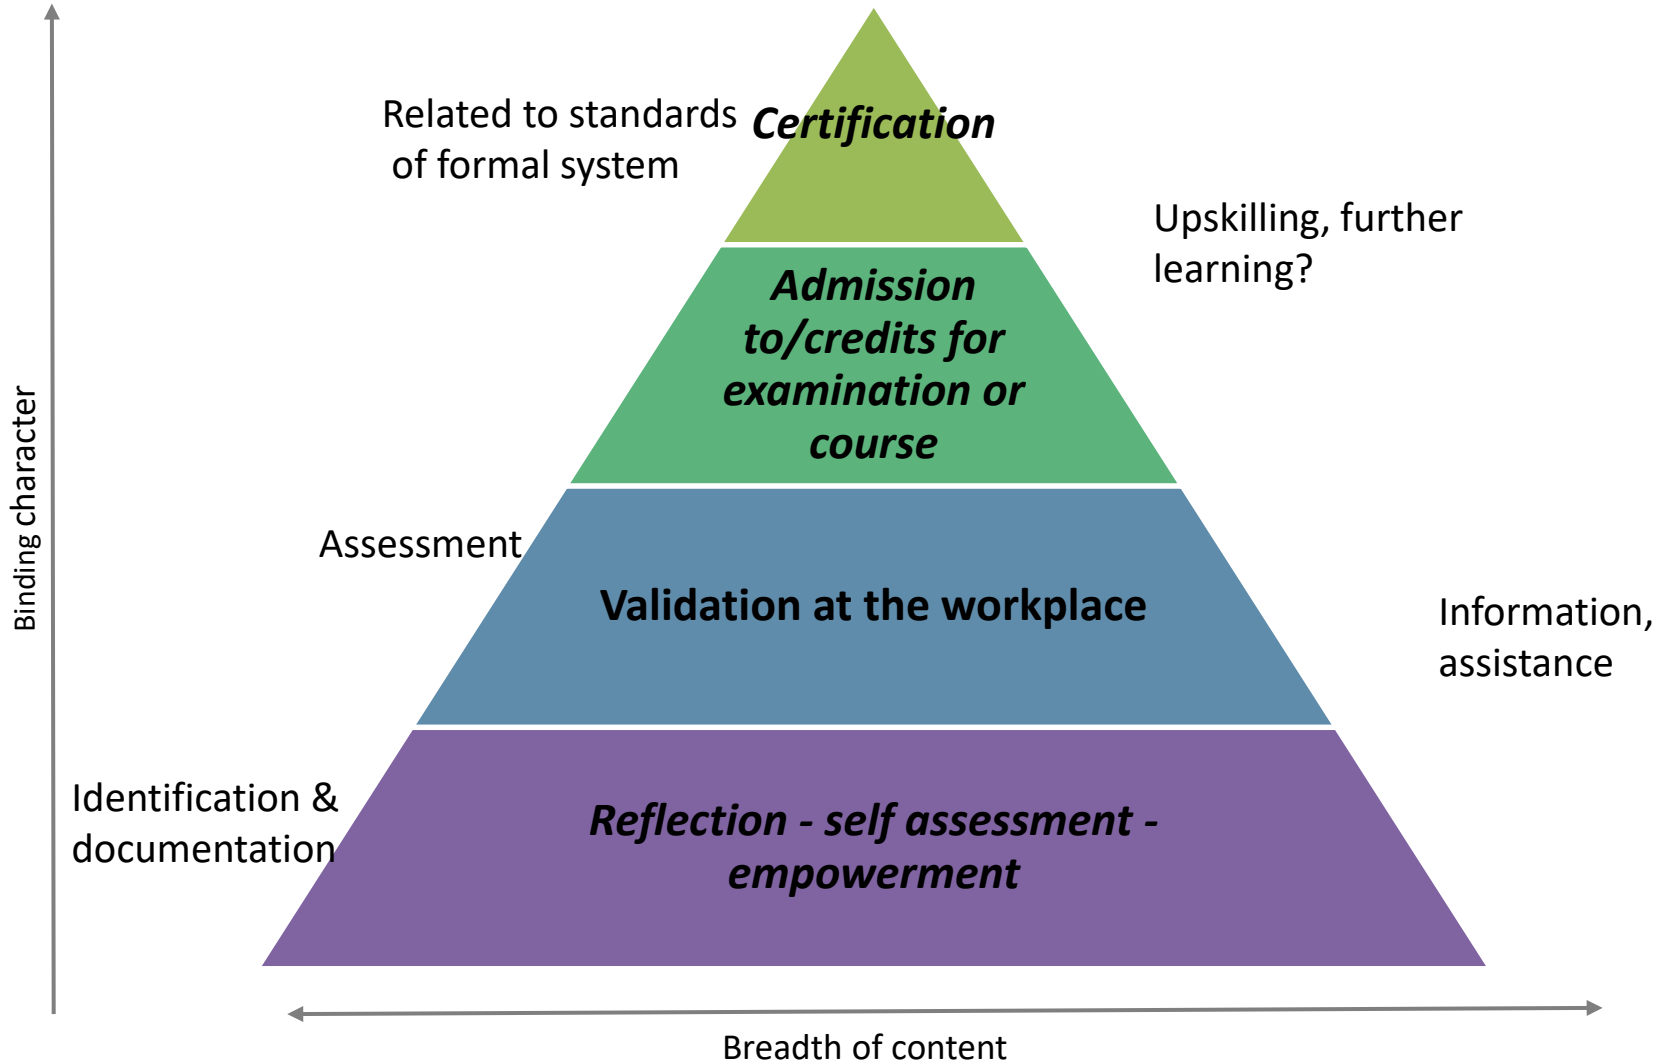 Related to standards
of formal system
Certification
Upskilling, further
learning?
Admission
to/credits for
examination or
course
Binding character
Assessment
Validation at the workplace
Information,
assistance
Identification &
documentation
Reflection - self assessment -
empowerment
Breadth of content